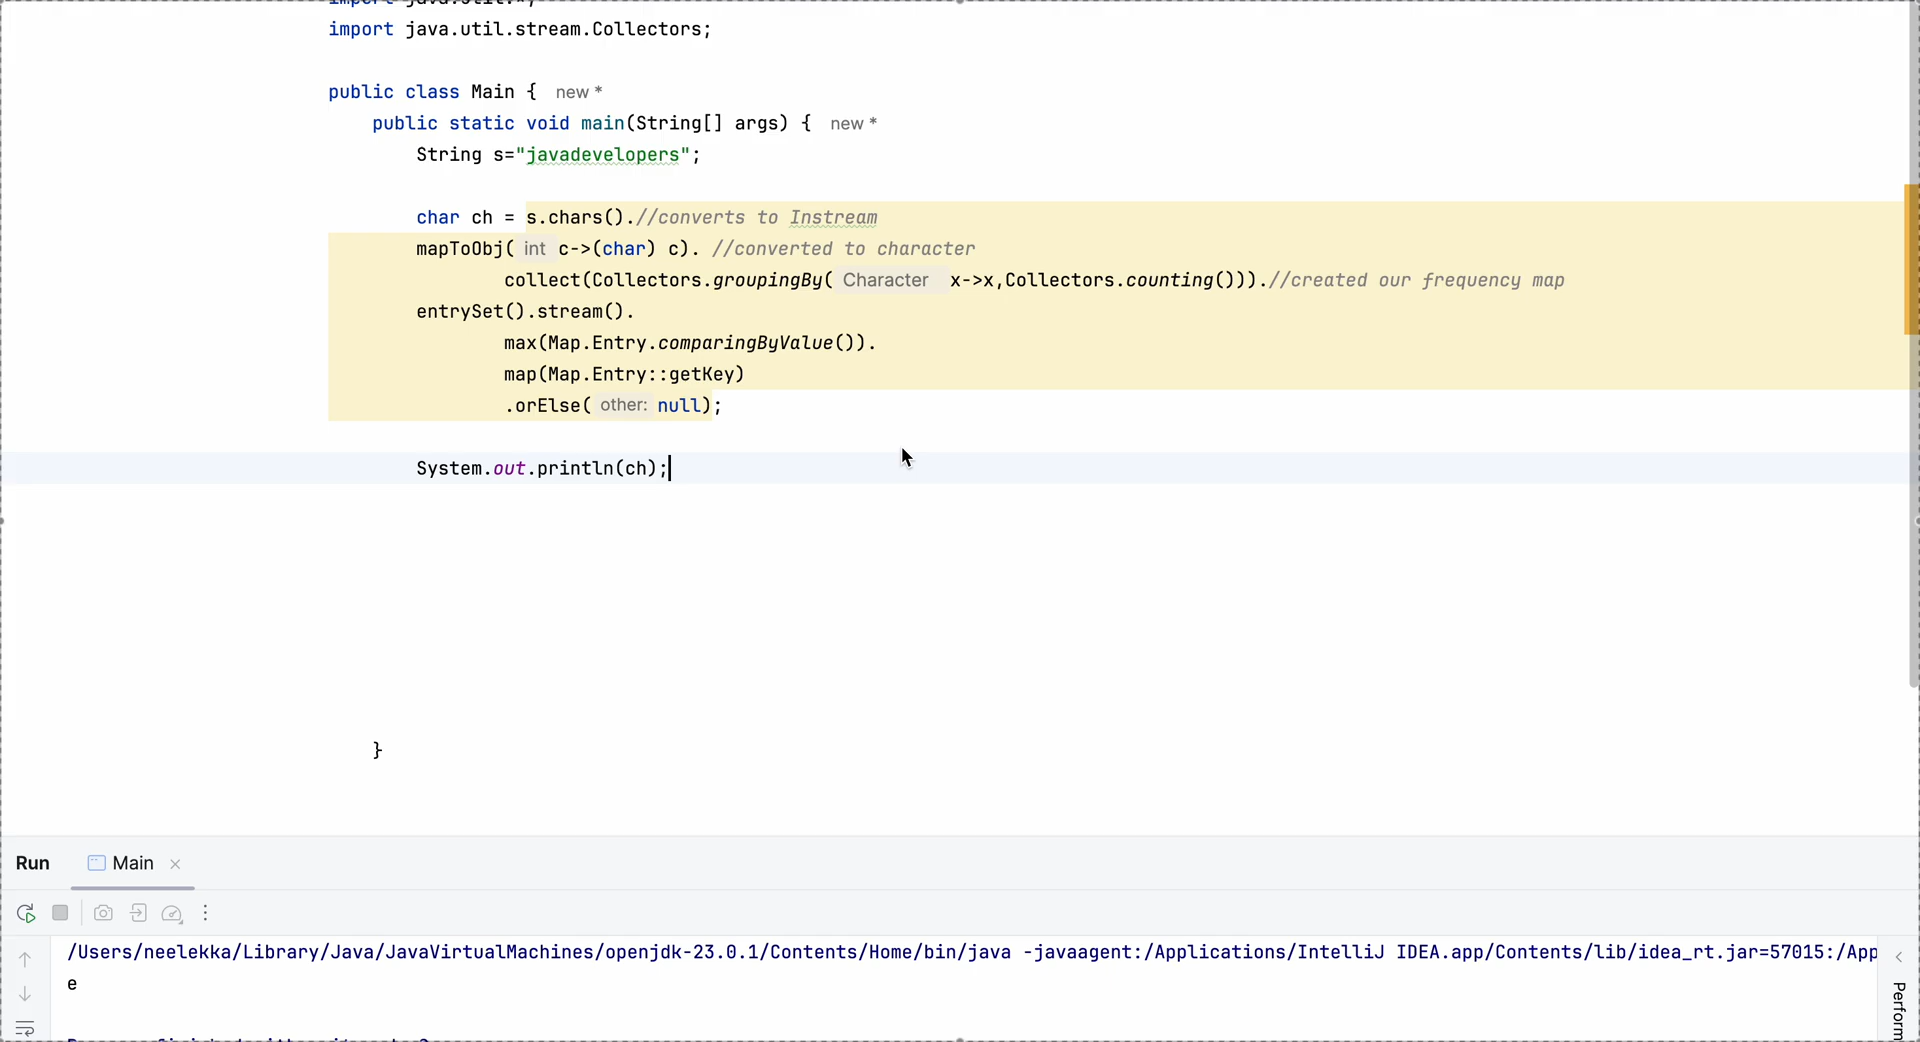 import java.util.*;
import java.util.stream.Collectors;
public class Main { new *
public static void main(String[] args) { new *
String s="javadevelopers";
char ch = s.chars().//converts to Instream
mapToObj( int c->(char) c). //converted to character
collect(Collectors.groupingBy( Character x->x,Collectors.counting())).//created our frequency map
entrySet().stream().
max(Map.Entry.comparingByValue()).
map(Map.Entry::getKey)
.orElse( other: null);
System.out.println(ch);
}
Run Main
/Users/neelekka/Library/Java/JavaVirtualMachines/openjdk-23.0.1/Contents/Home/bin/java -javaagent:/Applications/IntelliJ IDEA.app/Contents/lib/idea_rt.jar=57015:/App
e
Perform